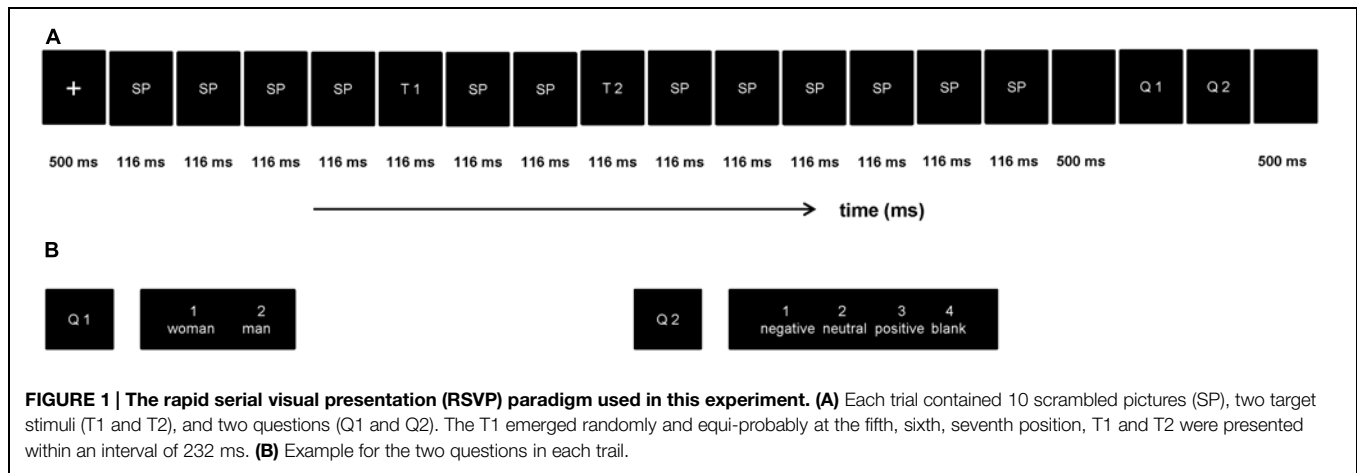 A
+ SP SP SP SP T 1 SP SP T 2 SP SP SP SP SP SP Q 1 Q 2
500 ms 116 ms 116 ms 116 ms 116 ms 116 ms 116 ms 116 ms 116 ms 116 ms 116 ms 116 ms 116 ms 116 ms 116 ms 500 ms 500 ms
time (ms)
B
Q 1
1 2
woman man
Q 2
1 2 3 4
negative neutral positive blank
FIGURE 1 | The rapid serial visual presentation (RSVP) paradigm used in this experiment. (A) Each trial contained 10 scrambled pictures (SP), two target
stimuli (T1 and T2), and two questions (Q1 and Q2). The T1 emerged randomly and equi-probably at the fifth, sixth, seventh position, T1 and T2 were presented
within an interval of 232 ms. (B) Example for the two questions in each trail.